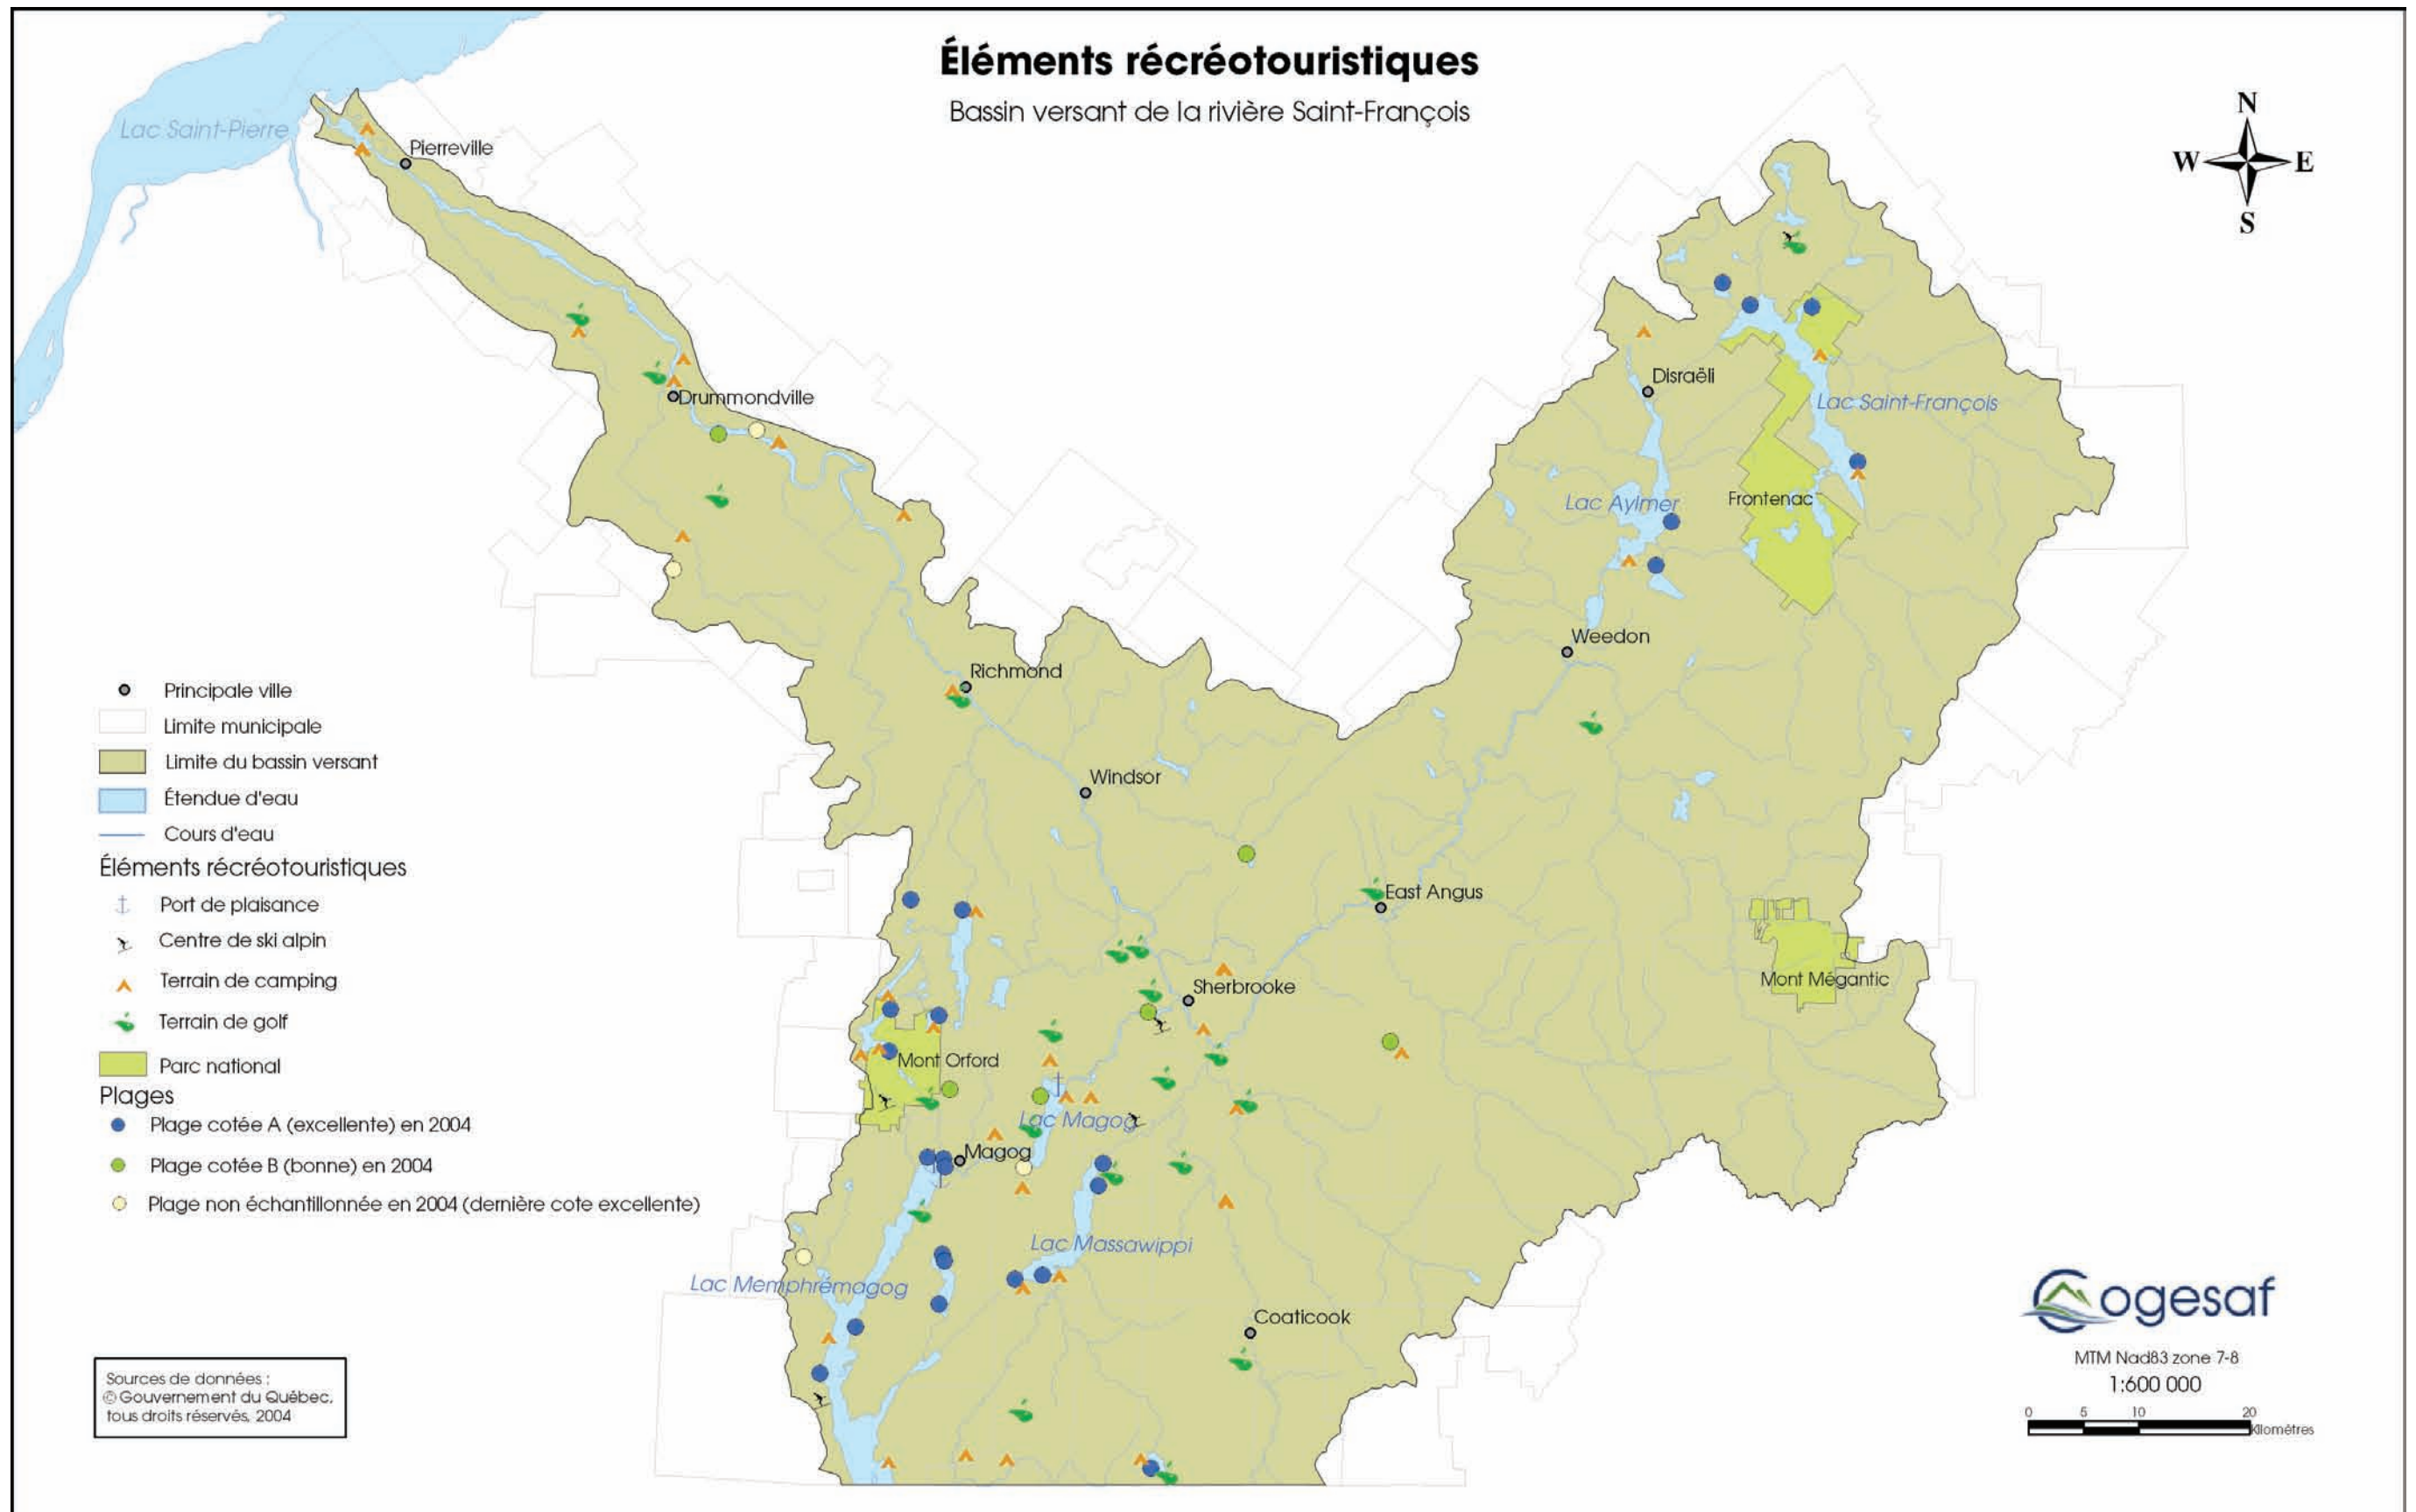 Éléments récréotouristiques
Bassin versant de la rivière Saint-François
N
W
E
S
Lac Saint-Pierre
Pierreville
Drummondville
Disraëli
Lac Saint-François
Lac Aylmer
Frontenac
Weedon
Richmond
Windsor
East Angus
Sherbrooke
Mont Mégantic
Mont Orford
Lac Magog
Magog
Lac Massawippi
Lac Memphrémagog
Coaticook
Principale ville
Limite municipale
Limite du bassin versant
Étendue d'eau
Cours d'eau
Éléments récréotouristiques
Port de plaisance
Centre de ski alpin
Terrain de camping
Terrain de golf
Parc national
Plages
Plage cotée A (excellente) en 2004
Plage cotée B (bonne) en 2004
Plage non échantillonnée en 2004 (dernière cote excellente)
Sources de données :
© Gouvernement du Québec,
tous droits réservés, 2004
Cogesaf
MTM Nad83 zone 7-8
1:600 000
0 5 10 20
Kilomètres